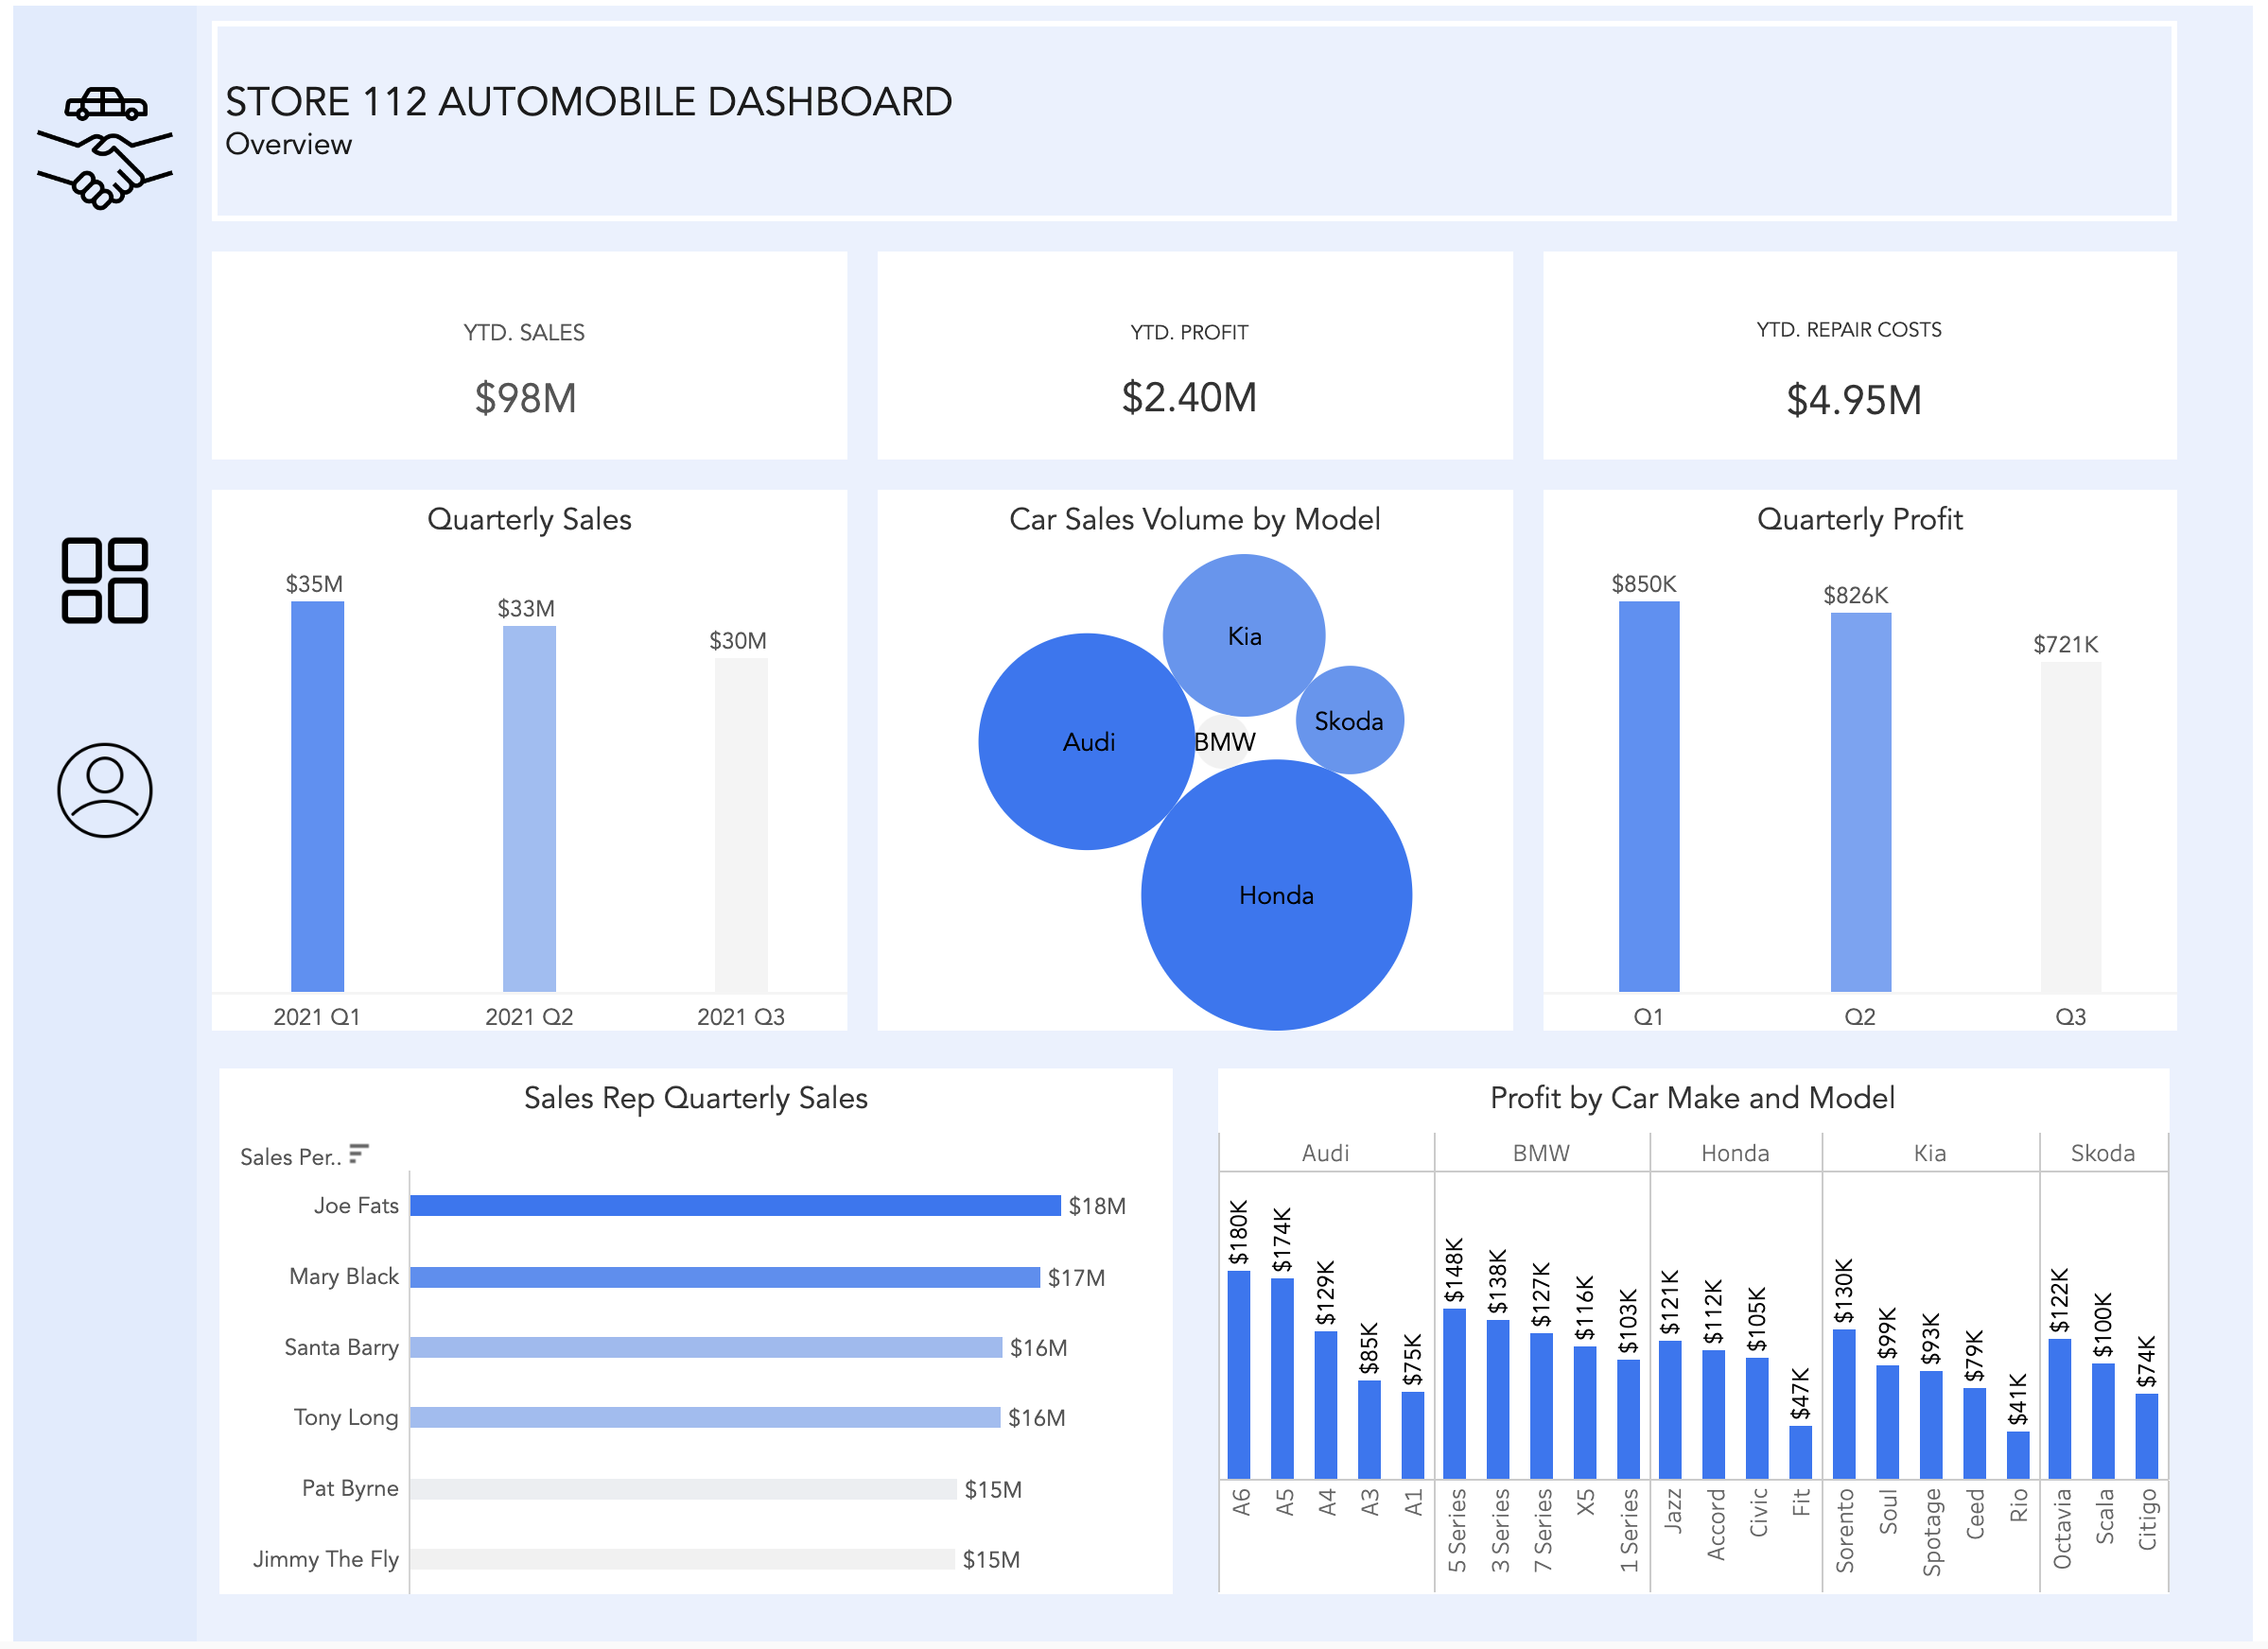 STORE 112 AUTOMOBILE DASHBOARD
Overview
YTD. SALES
$98M
YTD. PROFIT
$2.40M
YTD. REPAIR COSTS
$4.95M
Quarterly Sales
$35M
$33M
$30M
2021 Q1
2021 Q2
2021 Q3
Car Sales Volume by Model
Kia
Skoda
Audi
BMW
Honda
Quarterly Profit
$850K
$826K
$721K
Q1
Q2
Q3
Sales Rep Quarterly Sales
Sales Per..
Joe Fats $18M
Mary Black $17M
Santa Barry $16M
Tony Long $16M
Pat Byrne $15M
Jimmy The Fly $15M
Profit by Car Make and Model
Audi BMW Honda Kia Skoda
$180K
$174K
$129K
$85K
$75K
$148K
$138K
$127K
$116K
$103K
$121K
$112K
$105K
$47K
$130K
$99K
$93K
$79K
$41K
$122K
$100K
$74K
A6
A5
A4
A3
A1
5 Series
3 Series
7 Series
X5
1 Series
Jazz
Accord
Civic
Fit
Sorento
Soul
Spotage
Ceed
Rio
Octavia
Scala
Citigo